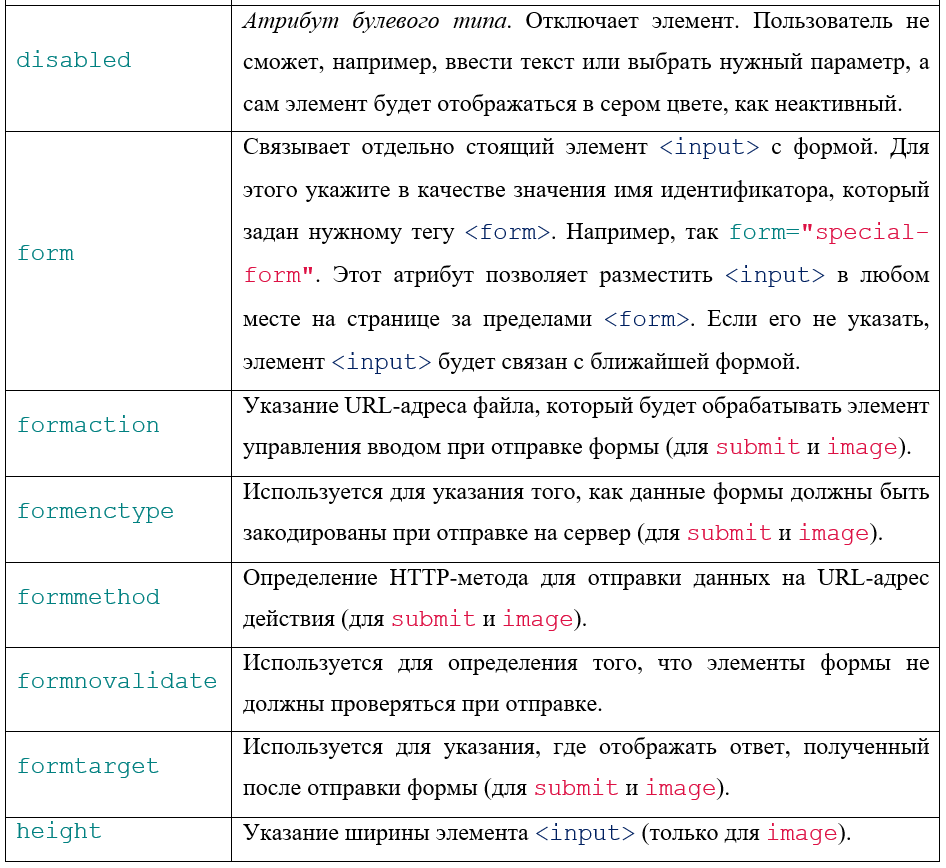 disabled
Атрибут булевого типа. Отключает элемент. Пользователь не
сможет, например, ввести текст или выбрать нужный параметр, а
сам элемент будет отображаться в сером цвете, как неактивный.
form
Связывает отдельно стоящий элемент <input> с формой. Для
этого укажите в качестве значения имя идентификатора, который
задан нужному тегу <form>. Например, так form="special-
form". Этот атрибут позволяет разместить <input> в любом
месте на странице за пределами <form>. Если его не указать,
элемент <input> будет связан с ближайшей формой.
formaction
Указание URL-адреса файла, который будет обрабатывать элемент
управления вводом при отправке формы (для submit и image).
formenctype
Используется для указания того, как данные формы должны быть
закодированы при отправке на сервер (для submit и image).
formmethod
Определение HTTP-метода для отправки данных на URL-адрес
действия (для submit и image).
formnovalidate
Используется для определения того, что элементы формы не
должны проверяться при отправке.
formtarget
Используется для указания, где отображать ответ, полученный
после отправки формы (для submit и image).
height
Указание ширины элемента <input> (только для image).